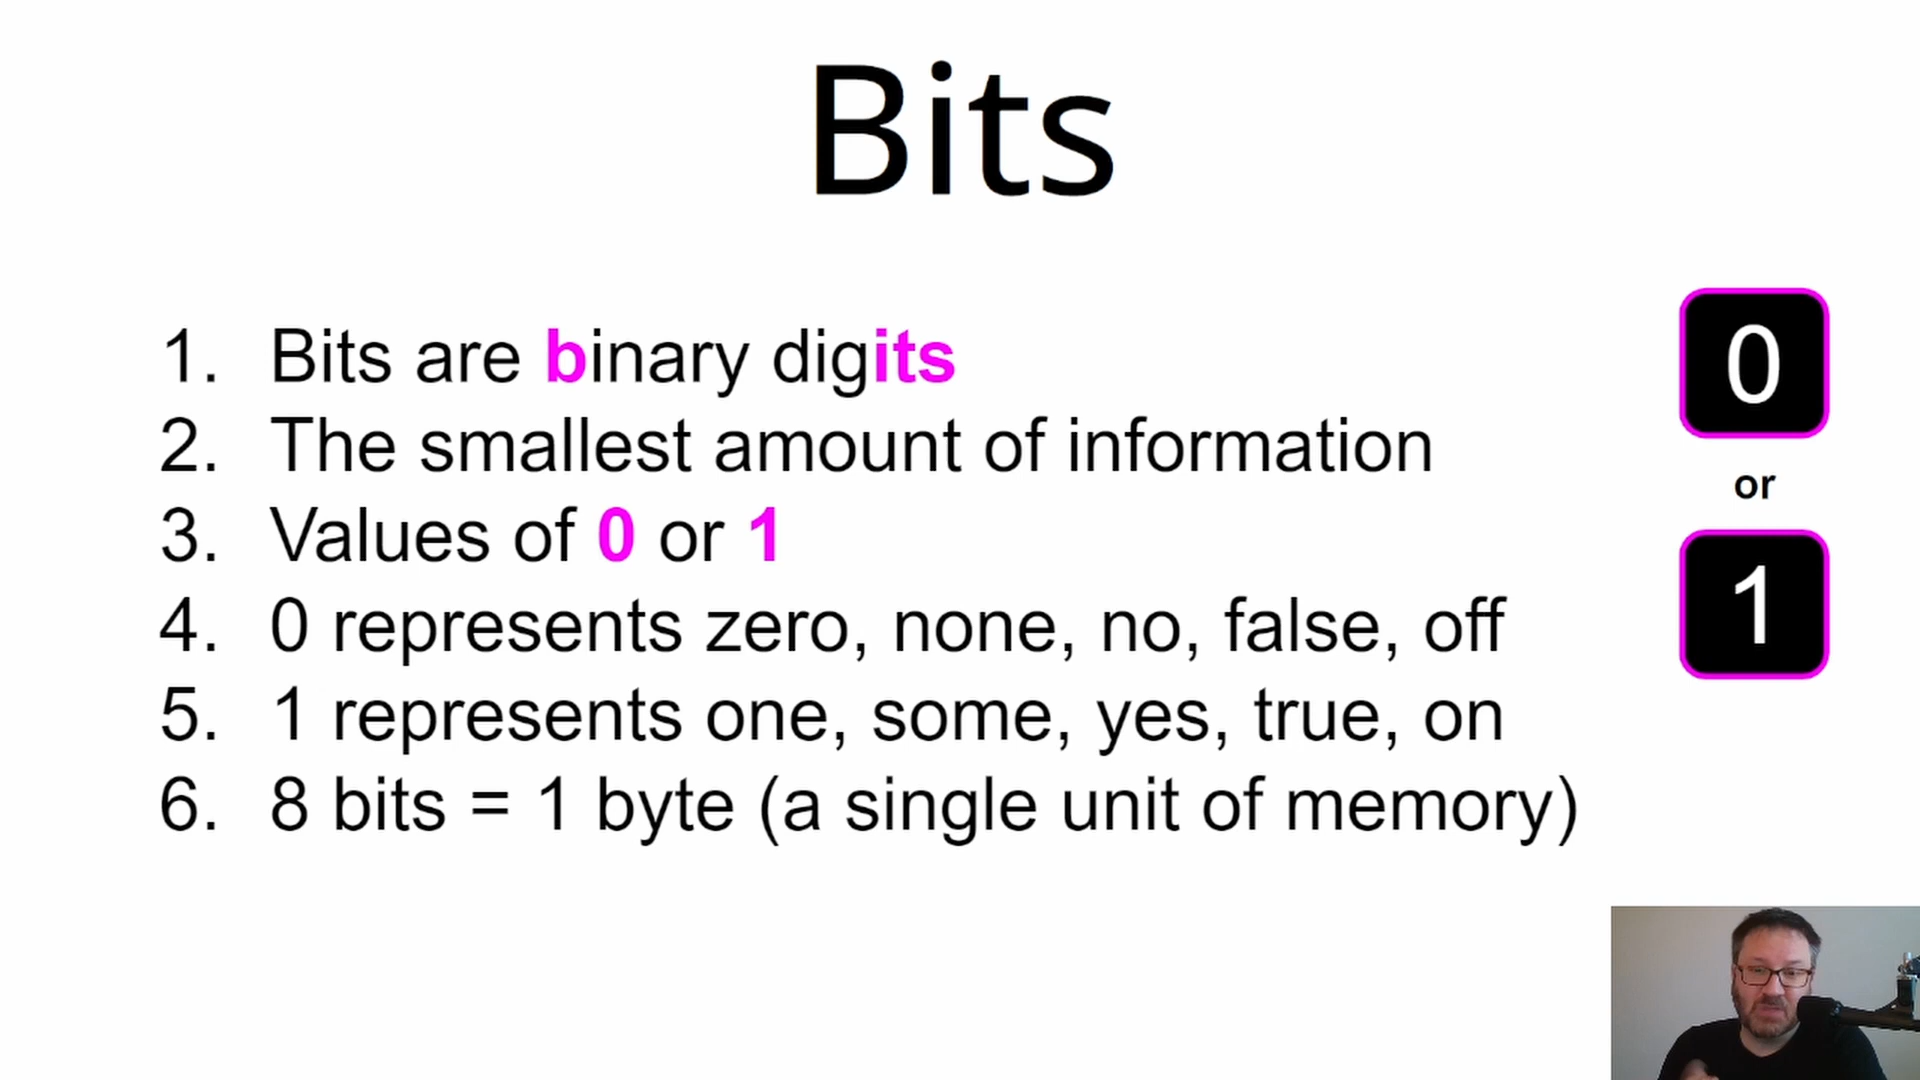 Bits
1. Bits are binary digits
2. The smallest amount of information
3. Values of 0 or 1
4. 0 represents zero, none, no, false, off
5. 1 represents one, some, yes, true, on
6. 8 bits = 1 byte (a single unit of memory)
0
or
1